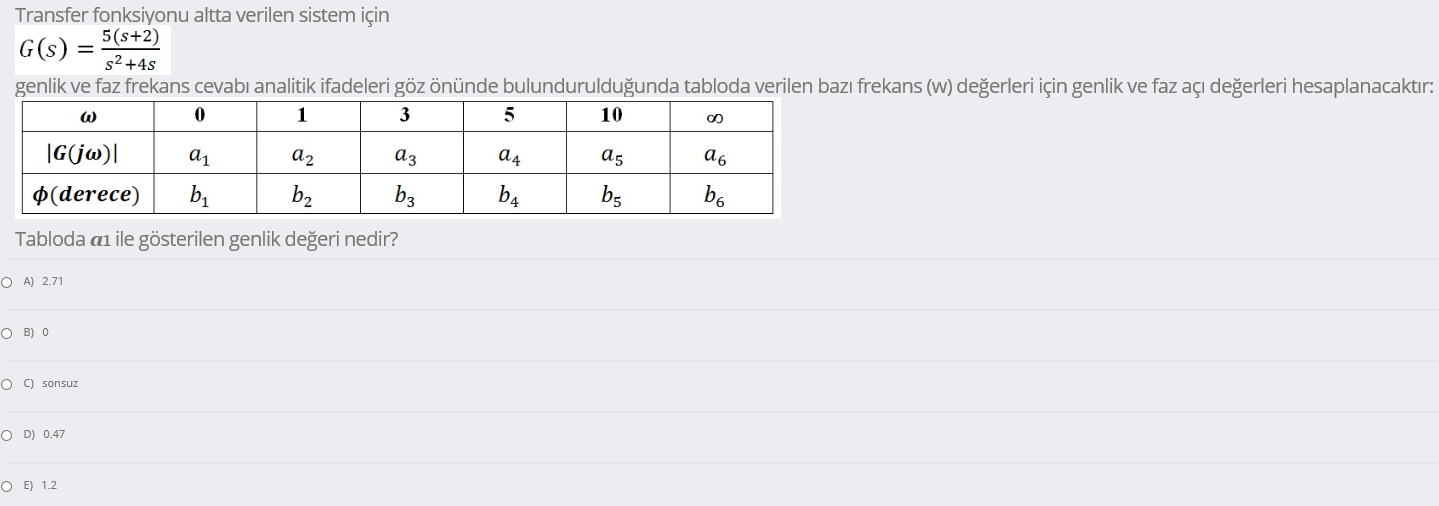 Transfer fonksiyonu altta verilen sistem için
G(s) = 5(s+2) / s²+4s
genlik ve faz frekans cevabı analitik ifadeleri göz önünde bulundurulduğunda tabloda verilen bazı frekans (w) değerleri için genlik ve faz açı değerleri hesaplanacaktır:
ω 0 1 3 5 10 ∞
|G(jω)| a₁ a₂ a₃ a₄ a₅ a₆
ϕ(derece) b₁ b₂ b₃ b₄ b₅ b₆
Tabloda a1 ile gösterilen genlik değeri nedir?
A) 2.71
B) 0
C) sonsuz
D) 0.47
E) 1.2